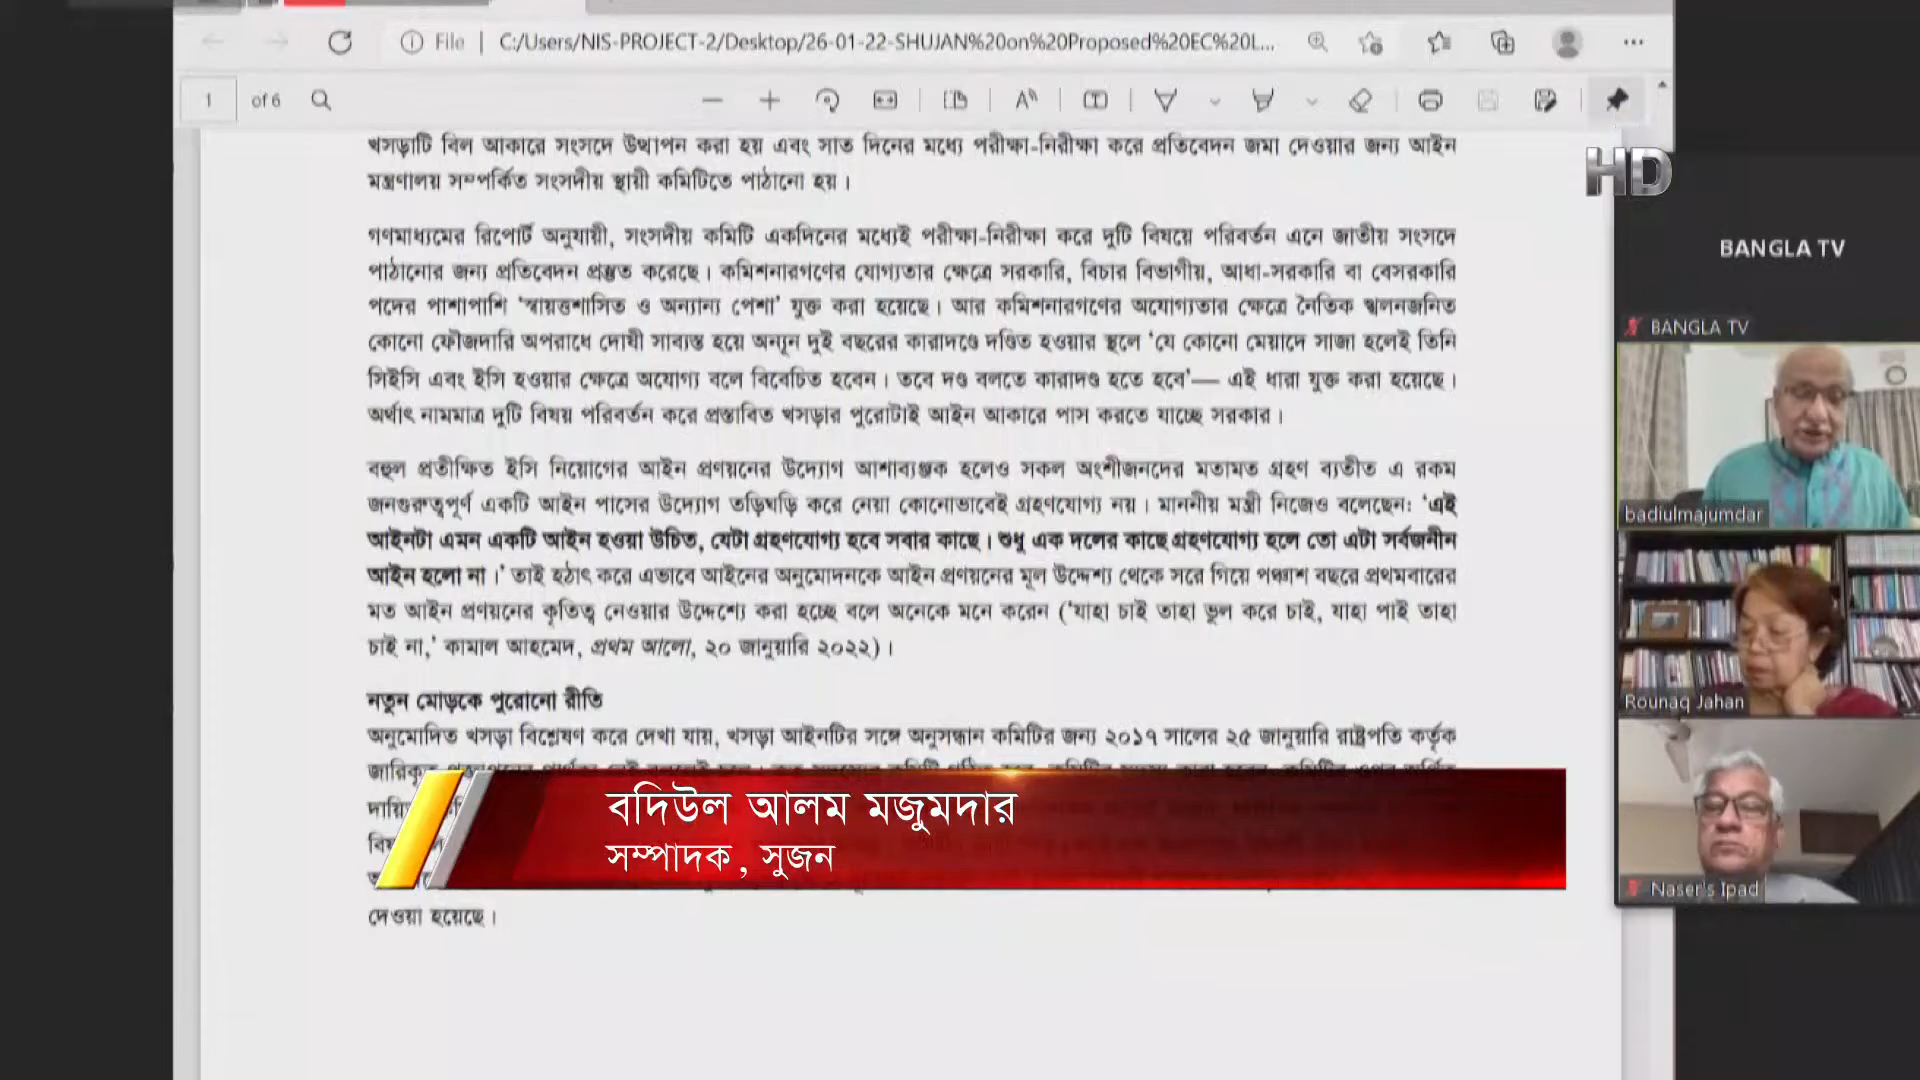 File | C:/Users/NIS-PROJECT-2/Desktop/26-01-22-SHUJAN%20on%20Proposed%20EC%20L...
1 of 6
খসড়াটি বিল আকারে সংসদে উত্থাপন করা হয় এবং সাত দিনের মধ্যে পরীক্ষা-নিরীক্ষা করে প্রতিবেদন জমা দেওয়ার জন্য আইন
মন্ত্রণালয় সম্পর্কিত সংসদীয় স্থায়ী কমিটিতে পাঠানো হয়।
গণমাধ্যমের রিপোর্ট অনুযায়ী, সংসদীয় কমিটি একদিনের মধ্যেই পরীক্ষা-নিরীক্ষা করে দুটি বিষয়ে পরিবর্তন এনে জাতীয় সংসদে
পাঠানোর জন্য প্রতিবেদন প্রস্তুত করেছে। কমিশনারগণের যোগ্যতার ক্ষেত্রে সরকারি, বিচার বিভাগীয়, আধা-সরকারি বা বেসরকারি
পদের পাশাপাশি ‘স্বায়ত্তশাসিত ও অন্যান্য পেশা’ যুক্ত করা হয়েছে। আর কমিশনারগণের অযোগ্যতার ক্ষেত্রে নৈতিক স্খলনজনিত
কোনো ফৌজদারি অপরাধে দোষী সাব্যস্ত হয়ে অন্যূন দুই বছরের কারাদণ্ডে দণ্ডিত হওয়ার স্থলে ‘যে কোনো মেয়াদে সাজা হলেই তিনি
সিইসি এবং ইসি হওয়ার ক্ষেত্রে অযোগ্য বলে বিবেচিত হবেন। তবে দণ্ড বলতে কারাদণ্ড হতে হবে’— এই ধারা যুক্ত করা হয়েছে।
অর্থাৎ নামমাত্র দুটি বিষয় পরিবর্তন করে প্রস্তাবিত খসড়ার পুরোটাই আইন আকারে পাস করতে যাচ্ছে সরকার।
বহুল প্রতীক্ষিত ইসি নিয়োগের আইন প্রণয়নের উদ্যোগ আশাব্যঞ্জক হলেও সকল অংশীজনদের মতামত গ্রহণ ব্যতীত এ রকম
জনগুরুত্বপূর্ণ একটি আইন পাসের উদ্যোগ তড়িঘড়ি করে নেয়া কোনোভাবেই গ্রহণযোগ্য নয়। মাননীয় মন্ত্রী নিজেও বলেছেন: ‘এই
আইনটা এমন একটি আইন হওয়া উচিত, যেটা গ্রহণযোগ্য হবে সবার কাছে। শুধু এক দলের কাছে গ্রহণযোগ্য হলে তো এটা সর্বজনীন
আইন হলো না।’ তাই হঠাৎ করে এভাবে আইনের অনুমোদনকে আইন প্রণয়নের মূল উদ্দেশ্য থেকে সরে গিয়ে পঞ্চাশ বছরে প্রথমবারের
মত আইন প্রণয়নের কৃতিত্ব নেওয়ার উদ্দেশ্যে করা হচ্ছে বলে অনেকে মনে করেন (‘যাহা চাই তাহা ভুল করে চাই, যাহা পাই তাহা
চাই না,’ কামাল আহমেদ, প্রথম আলো, ২০ জানুয়ারি ২০২২)।
নতুন মোড়কে পুরোনো রীতি
অনুমোদিত খসড়া বিশ্লেষণ করে দেখা যায়, খসড়া আইনটির সঙ্গে অনুসন্ধান কমিটির জন্য ২০১৭ সালের ২৫ জানুয়ারি রাষ্ট্রপতি কর্তৃক
দেওয়া হয়েছে।
বদিউল আলম মজুমদার
সম্পাদক, সুজন
HD
BANGLA TV
BANGLA TV
badiulmajumdar
Rounaq Jahan
Naser's Ipad